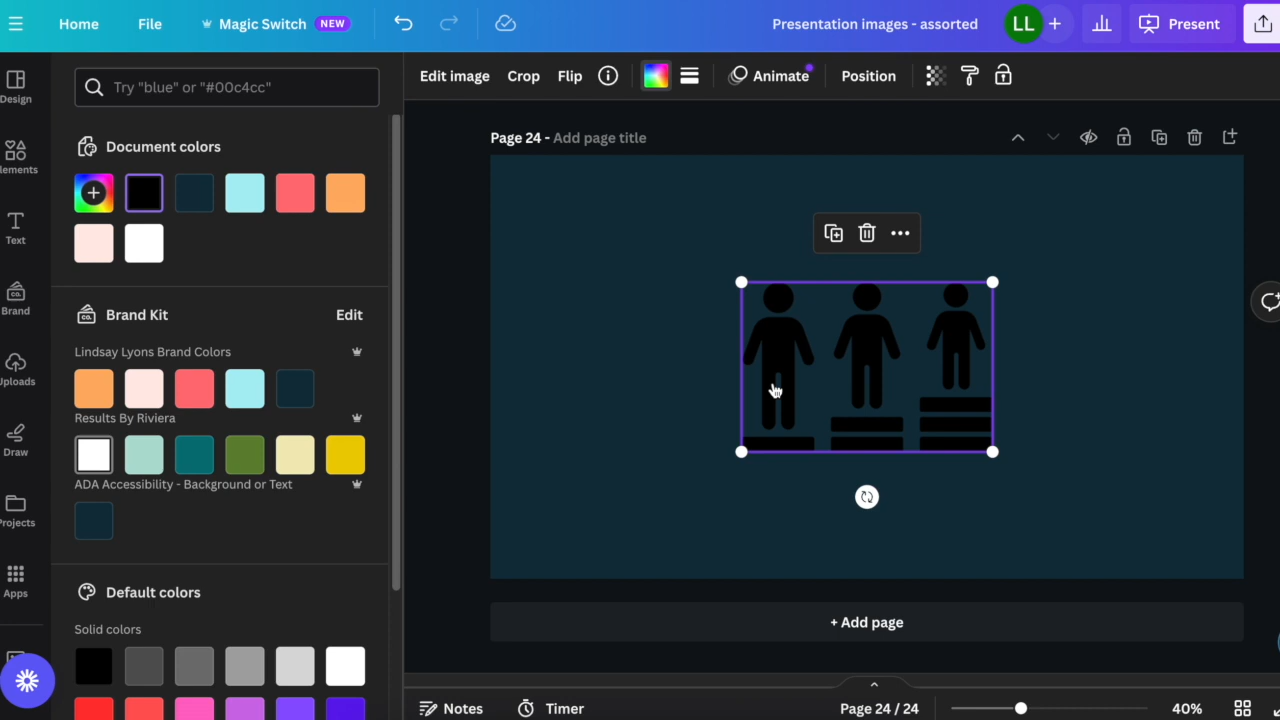 Home File Magic Switch NEW Presentation images - assorted LL Present
Try "blue" or "#00c4cc"
Edit image Crop Flip Animate Position
Design
Document colors
Page 24 - Add page title
lements
Text
Brand
Brand Kit Edit
Lindsay Lyons Brand Colors
Uploads
Results By Riviera
Draw
ADA Accessibility - Background or Text
Projects
Apps
Default colors
Solid colors
+ Add page
Notes Timer Page 24 / 24 40%
co.
co.